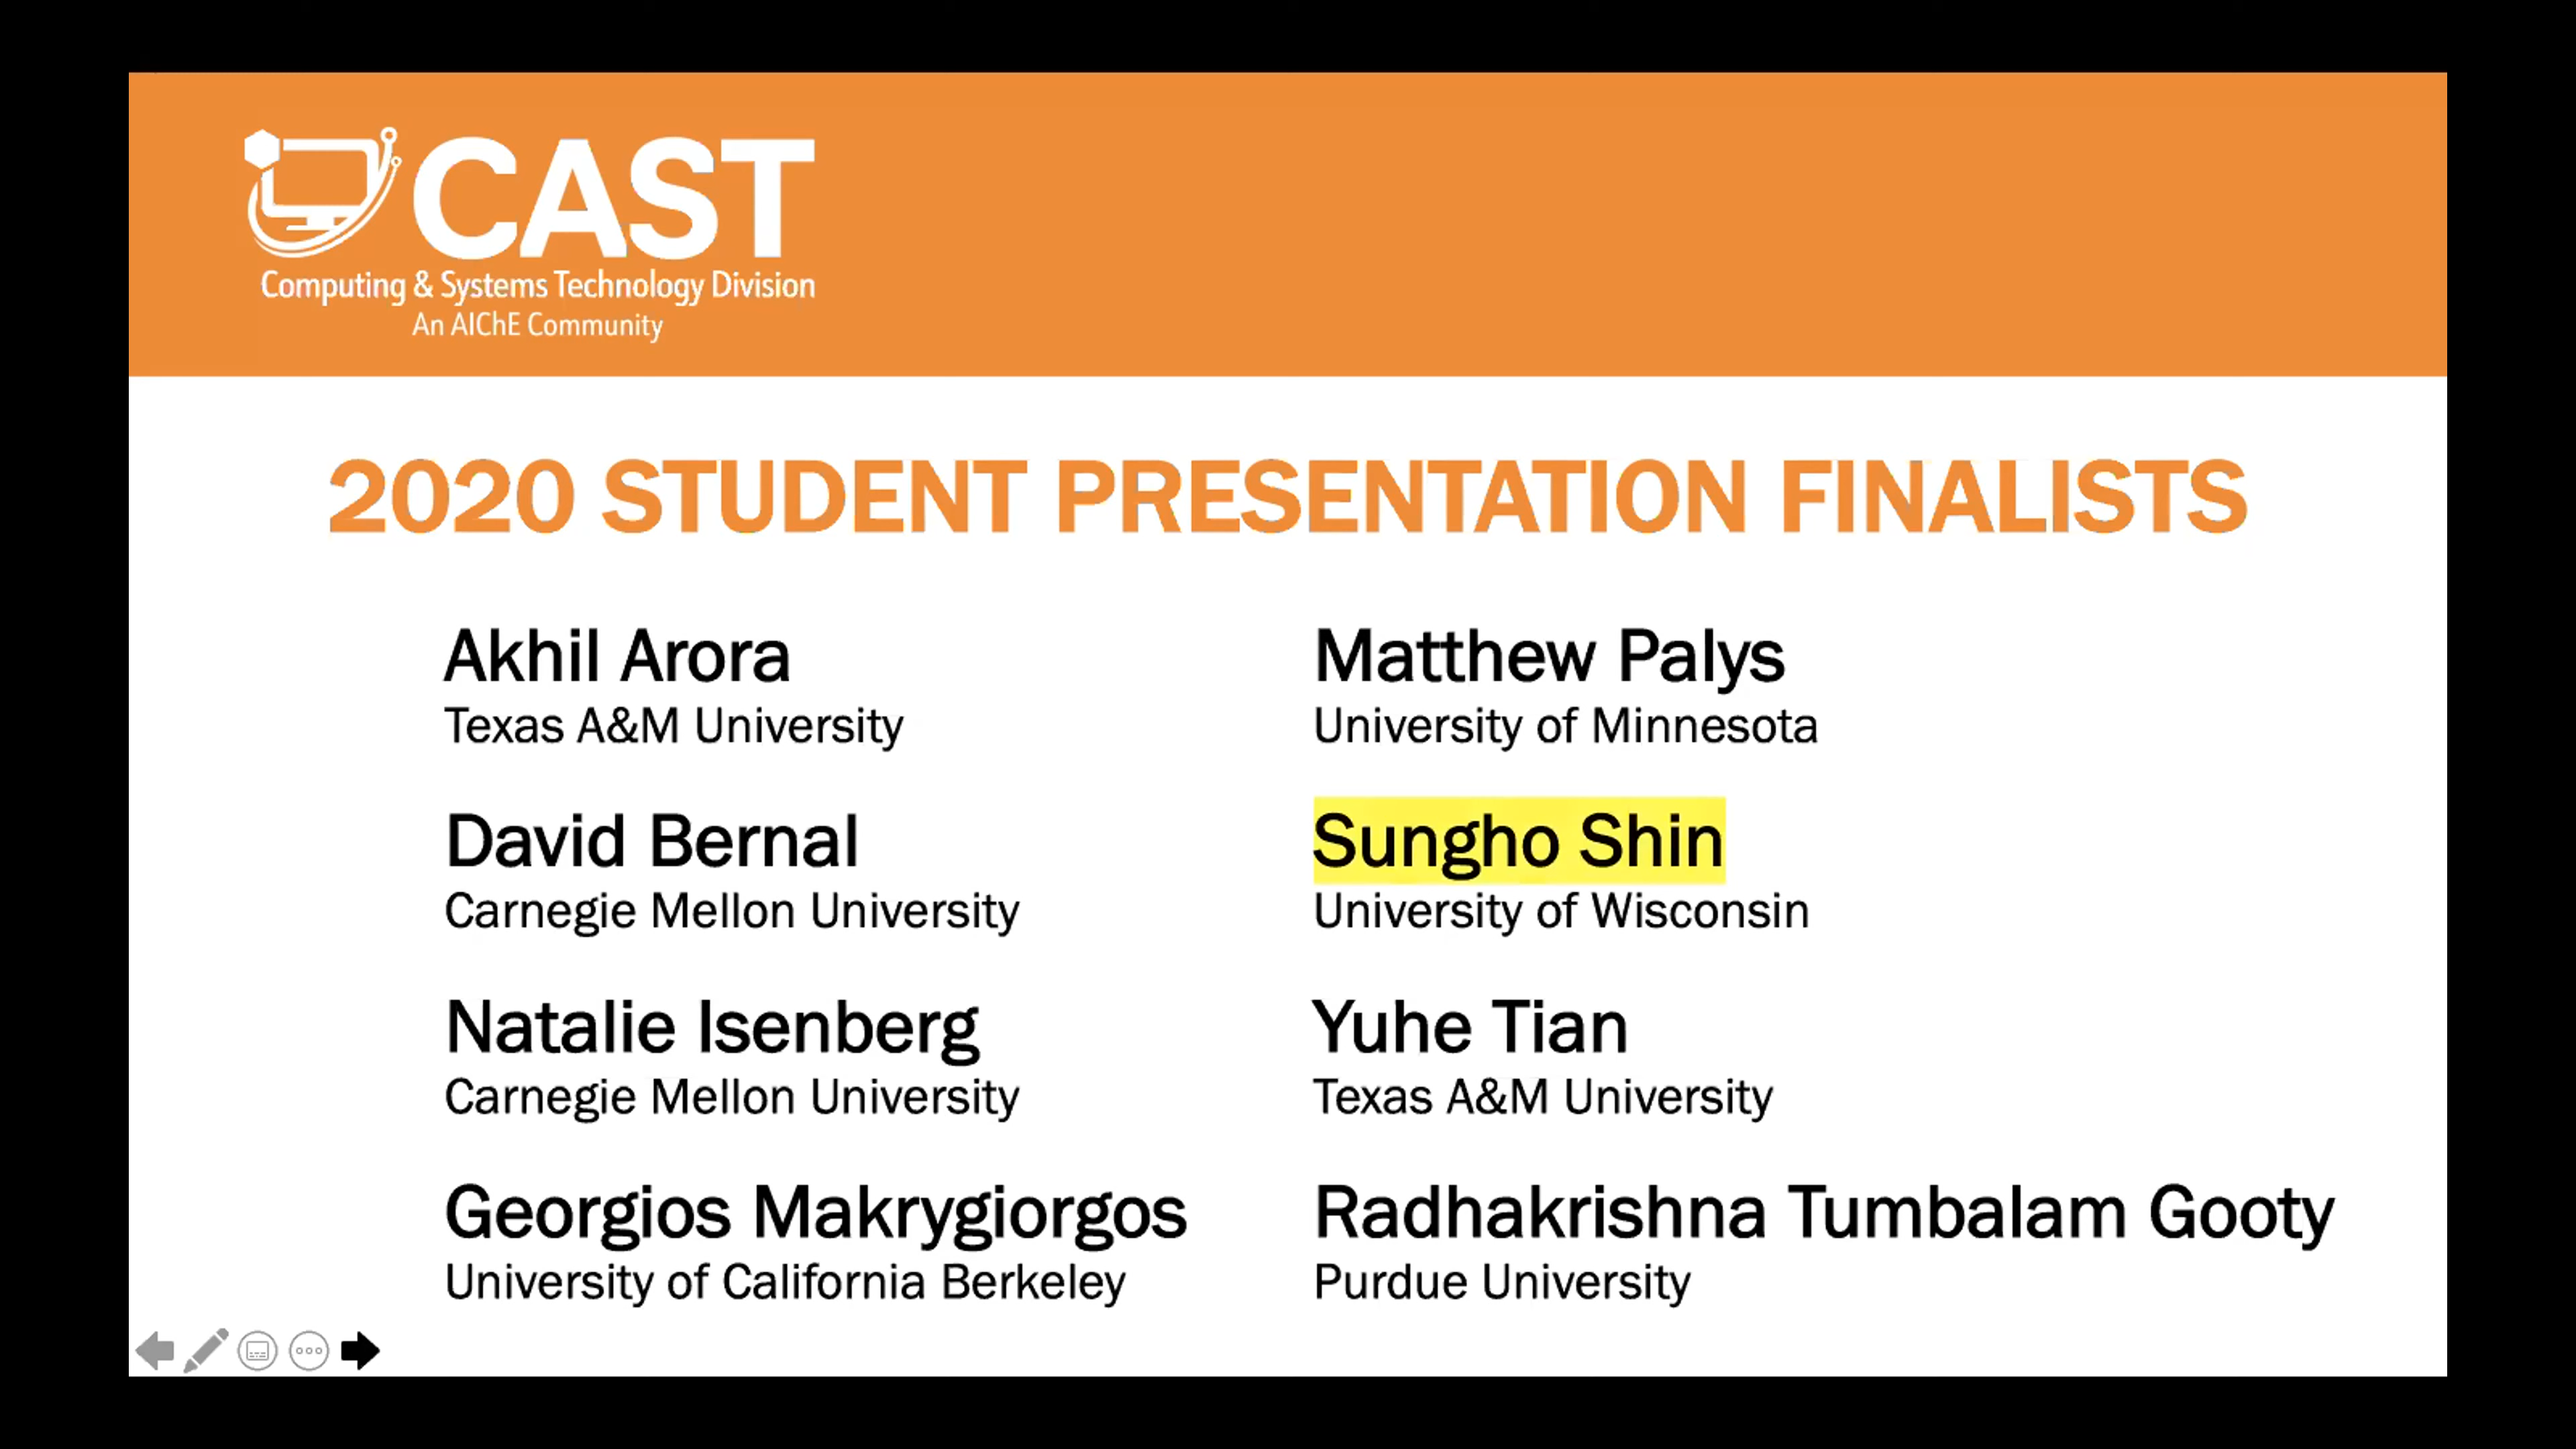 CAST
Computing & Systems Technology Division
An AIChE Community
2020 STUDENT PRESENTATION FINALISTS
Akhil Arora
Texas A&M University
David Bernal
Carnegie Mellon University
Natalie Isenberg
Carnegie Mellon University
Georgios Makrygiorgos
University of California Berkeley
Matthew Palys
University of Minnesota
Sungho Shin
University of Wisconsin
Yuhe Tian
Texas A&M University
Radhakrishna Tumbalam Gooty
Purdue University